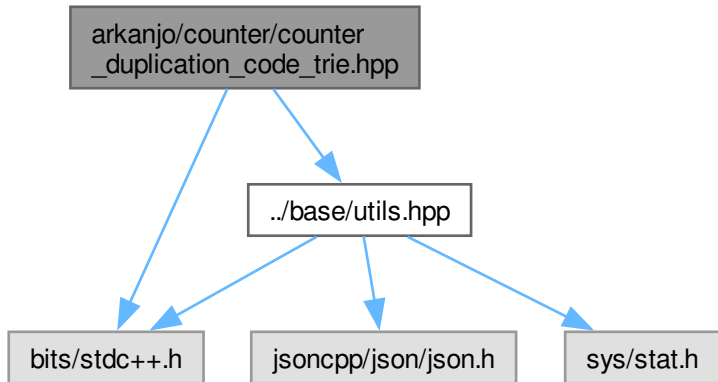 arkanjo/counter/counter
_duplication_code_trie.hpp
../base/utils.hpp
bits/stdc++.h
jsoncpp/json/json.h
sys/stat.h